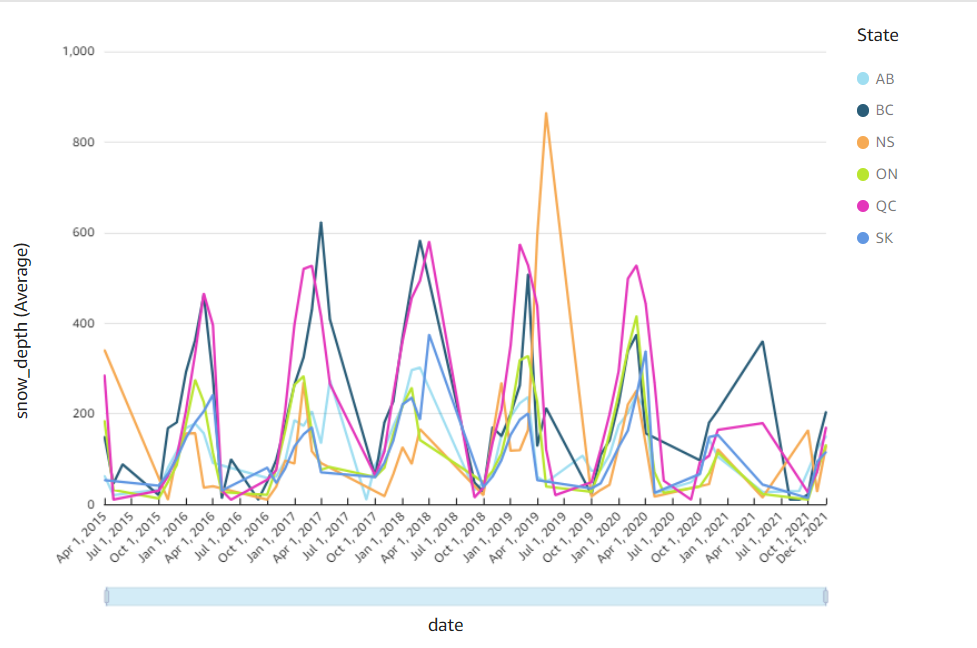 State
AB
BC
NS
ON
QC
SK
snow_depth (Average)
1,000
800
600
400
200
0
Apr 1, 2015
Jul 1, 2015
Oct 1, 2015
Jan 1, 2016
Apr 1, 2016
Jul 1, 2016
Oct 1, 2016
Jan 1, 2017
Apr 1, 2017
Jul 1, 2017
Oct 1, 2017
Jan 1, 2018
Apr 1, 2018
Jul 1, 2018
Oct 1, 2018
Jan 1, 2019
Apr 1, 2019
Jul 1, 2019
Oct 1, 2019
Jan 1, 2020
Apr 1, 2020
Jul 1, 2020
Oct 1, 2020
Jan 1, 2021
Apr 1, 2021
Jul 1, 2021
Oct 1, 2021
Dec 1, 2021
date